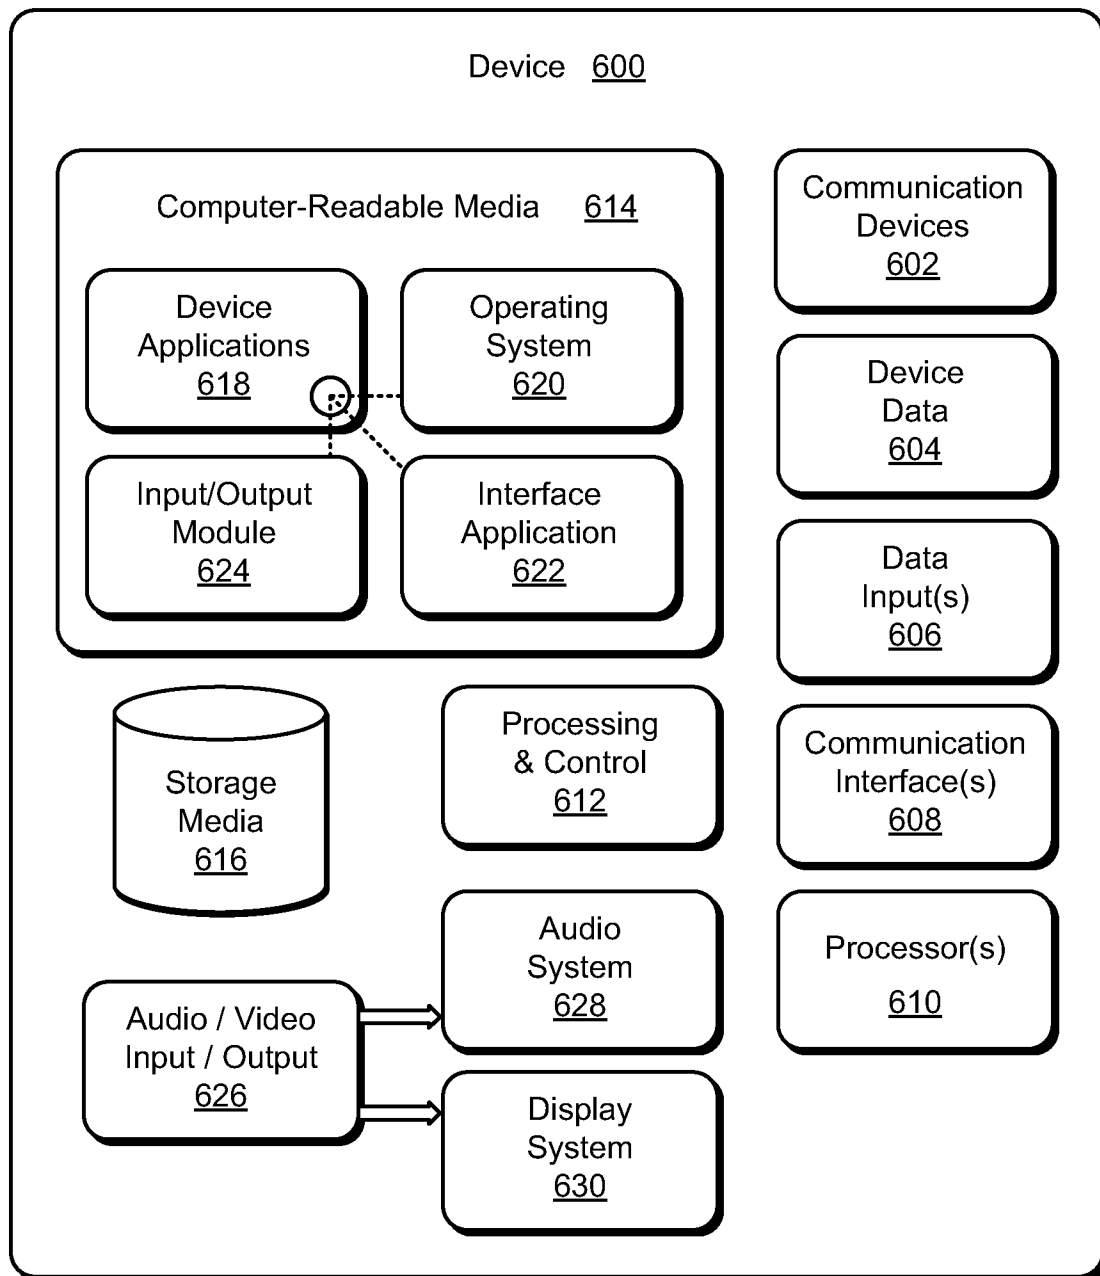 Device 600
Computer-Readable Media 614
Device
Applications
618
Operating
System
620
Input/Output
Module
624
Interface
Application
622
Storage
Media
616
Processing
& Control
612
Audio / Video
Input / Output
626
Audio
System
628
Display
System
630
Communication
Devices
602
Device
Data
604
Data
Input(s)
606
Communication
Interface(s)
608
Processor(s)
610